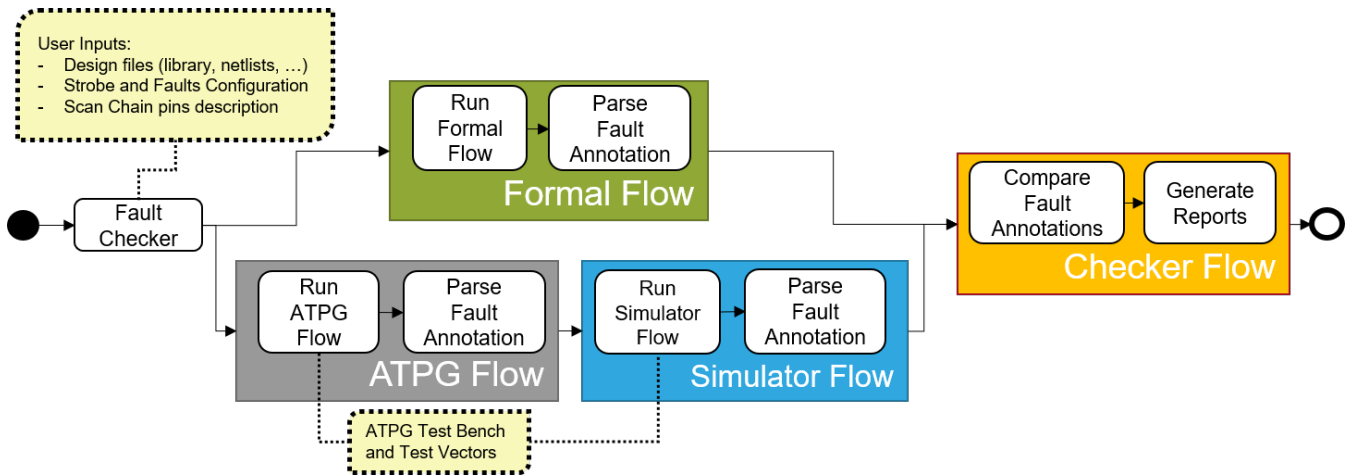 User Inputs:
- Design files (library, netlists, ...)
- Strobe and Faults Configuration
- Scan Chain pins description
Fault
Checker
Run
Formal
Flow
Parse
Fault
Annotation
Formal Flow
Run
ATPG
Flow
Parse
Fault
Annotation
ATPG Flow
Run
Simulator
Flow
Parse
Fault
Annotation
Simulator Flow
ATPG Test Bench
and Test Vectors
Compare
Fault
Annotations
Generate
Reports
Checker Flow